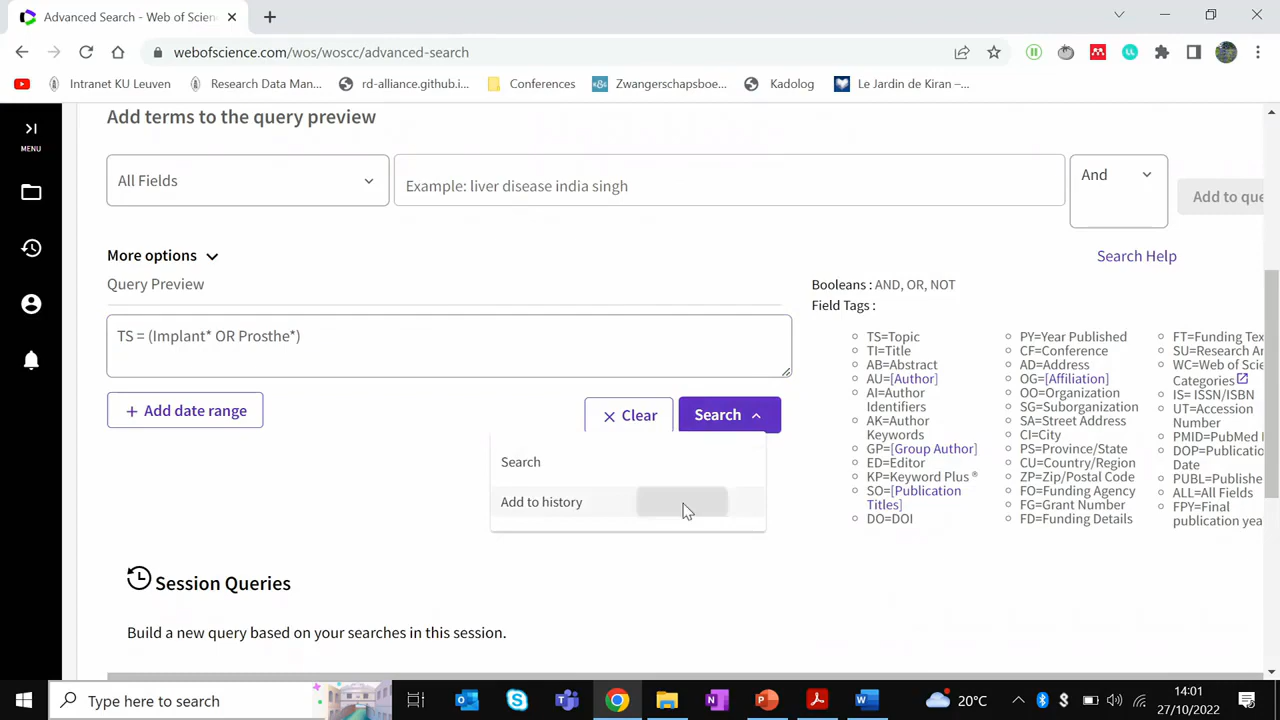 Advanced Search - Web of Scien
webofscience.com/wos/woscc/advanced-search
Intranet KU Leuven
Research Data Man...
rd-alliance.github.i...
Conferences
Zwangerschapsboe...
Kadolog
Le Jardin de Kiran –...
MENU
Add terms to the query preview
All Fields
Example: liver disease india singh
And
Add to que
More options
Search Help
Query Preview
Booleans : AND, OR, NOT
Field Tags :
TS = (Implant* OR Prosthe*)
+ Add date range
× Clear
Search
Search
Add to history
TS=Topic
TI=Title
AB=Abstract
AU=[Author]
AI=Author
Identifiers
AK=Author
Keywords
GP=[Group Author]
ED=Editor
KP=Keyword Plus ®
SO=[Publication
Titles]
DO=DOI
PY=Year Published
CF=Conference
AD=Address
OG=[Affiliation]
OO=Organization
SG=Suborganization
SA=Street Address
CI=City
PS=Province/State
CU=Country/Region
ZP=Zip/Postal Code
FO=Funding Agency
FG=Grant Number
FD=Funding Details
FT=Funding Tex
SU=Research Ar
WC=Web of Scie
Categories
IS= ISSN/ISBN
UT=Accession
Number
PMID=PubMed I
DOP=Publicatio
Date
PUBL=Publishe
ALL=All Fields
FPY=Final
publication yea
Session Queries
Build a new query based on your searches in this session.
Type here to search
20°C
14:01
27/10/2022